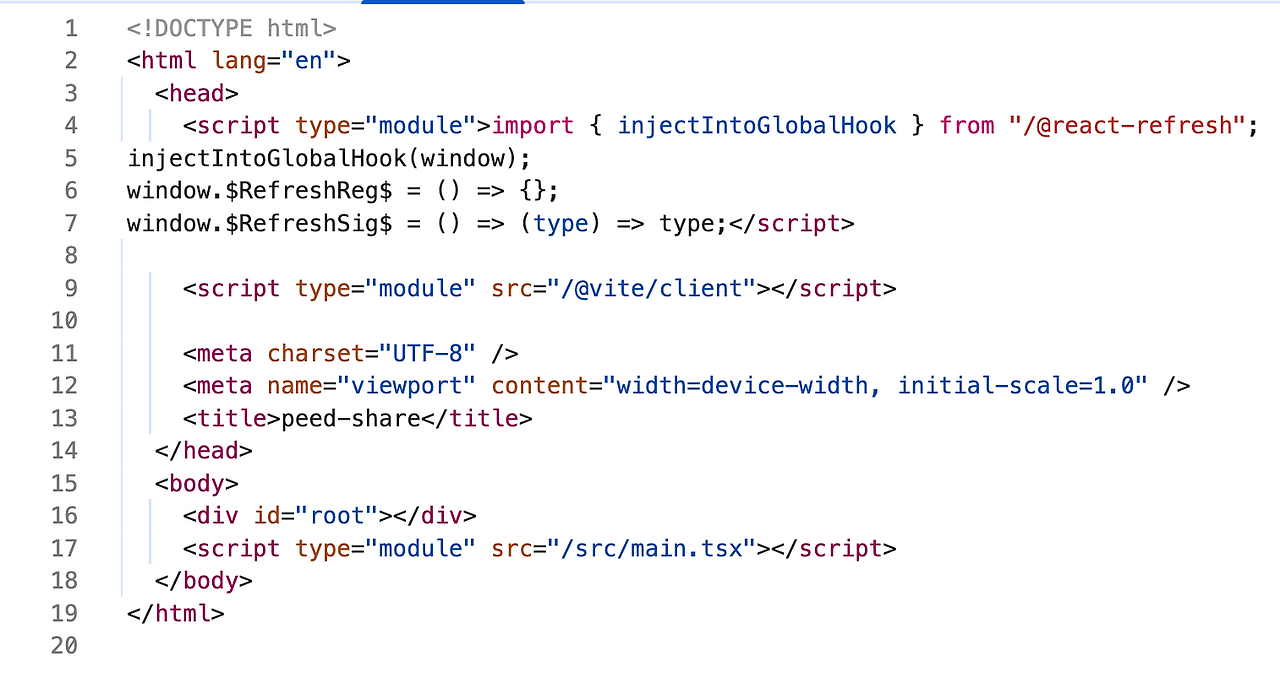 1 <!DOCTYPE html>
2 <html lang="en">
3   <head>
4     <script type="module">import { injectIntoGlobalHook } from "/@react-refresh";
5 injectIntoGlobalHook(window);
6 window.$RefreshReg$ = () => {};
7 window.$RefreshSig$ = () => (type) => type;</script>
8
9     <script type="module" src="/@vite/client"></script>
10
11     <meta charset="UTF-8" />
12     <meta name="viewport" content="width=device-width, initial-scale=1.0" />
13     <title>peed-share</title>
14   </head>
15   <body>
16     <div id="root"></div>
17     <script type="module" src="/src/main.tsx"></script>
18   </body>
19 </html>
20